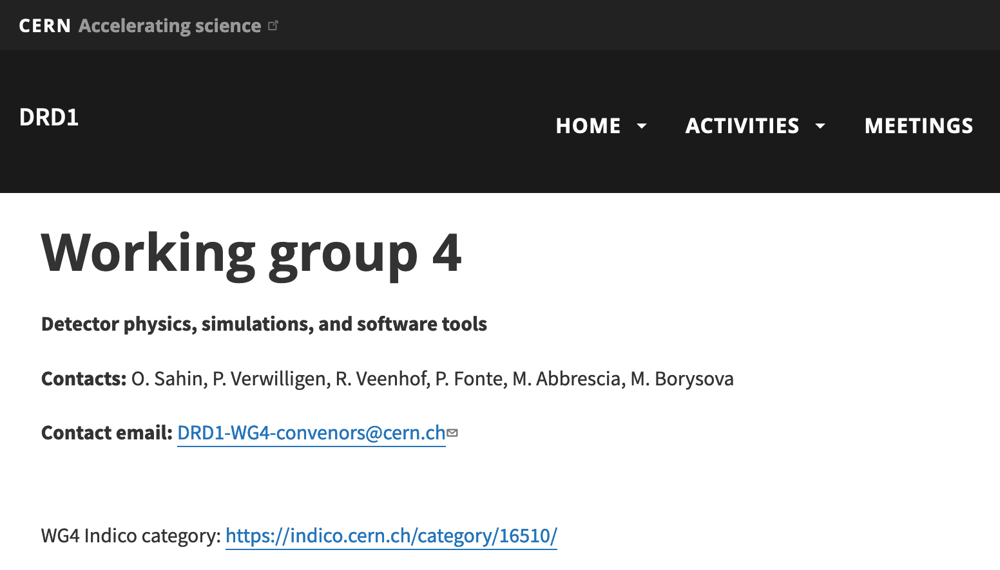 CERN Accelerating science
DRD1
HOME ACTIVITIES MEETINGS
Working group 4
Detector physics, simulations, and software tools
Contacts: O. Sahin, P. Verwilligen, R. Veenhof, P. Fonte, M. Abbrescia, M. Borysova
Contact email: DRD1-WG4-convenors@cern.ch
WG4 Indico category: https://indico.cern.ch/category/16510/